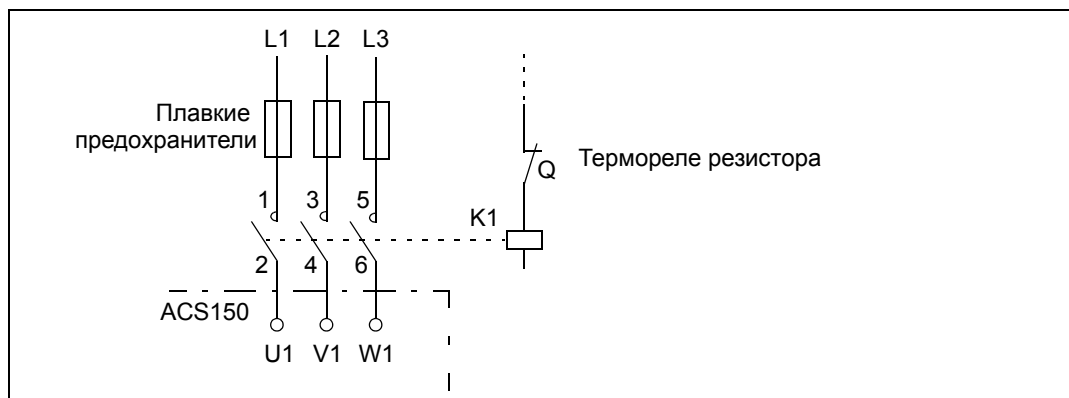 L1 L2 L3
Плавкие
предохранители
Термореле резистора
Q
1 3 5
K1
2 4 6
ACS150
U1 V1 W1